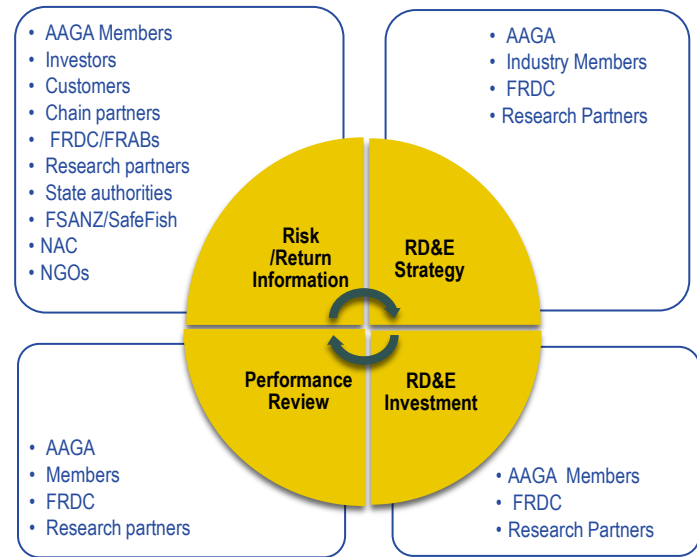 • AAGA Members
• Investors
• Customers
• Chain partners
• FRDC/FRABs
• Research partners
• State authorities
• FSANZ/SafeFish
• NAC
• NGOs
• AAGA
• Industry Members
• FRDC
• Research Partners
Risk
/Return
Information
RD&E
Strategy
Performance
Review
RD&E
Investment
• AAGA
• Members
• FRDC
• Research partners
• AAGA Members
• FRDC
• Research Partners